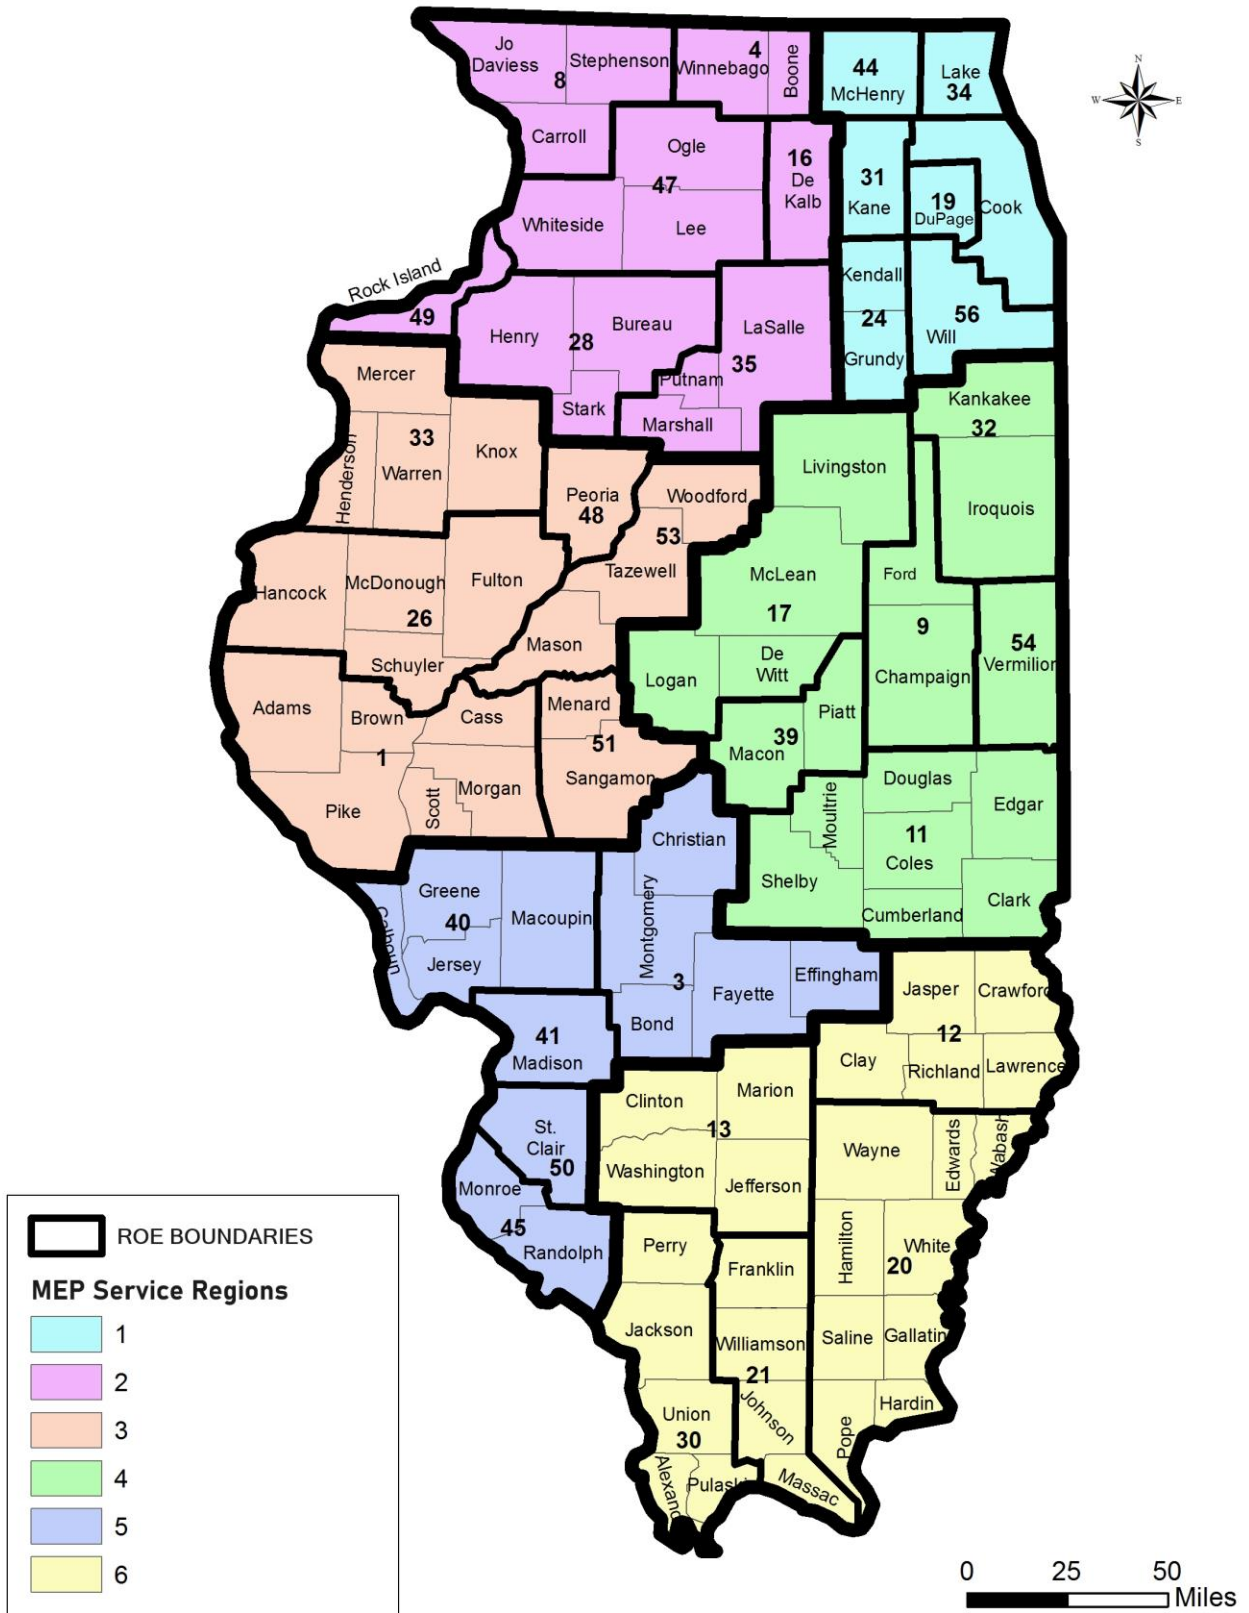 Jo
Daviess
8
Stephenson
4
Winnebago
Boone
44
McHenry
Lake
34
N
W
E
S
Carroll
Ogle
47
16
De
Kalb
31
Kane
19
DuPage
Cook
Whiteside
Lee
Rock Island
49
Kendall
24
Grundy
56
Will
Henry
28
Bureau
LaSalle
35
Putnam
Stark
Marshall
Mercer
Kankakee
32
33
Henderson
Warren
Knox
Livingston
Peoria
48
Woodford
53
Iroquois
Hancock
McDonough
26
Fulton
Tazewell
McLean
17
Ford
9
Champaign
54
Vermilion
Schuyler
Mason
Logan
De
Witt
Piatt
Adams
Brown
1
Cass
Menard
51
Sangamon
39
Macon
Pike
Scott
Morgan
Douglas
Edgar
Moultrie
11
Coles
Christian
Shelby
Cumberland
Clark
Greene
40
Macoupin
Calhoun
Jersey
Montgomery
3
Fayette
Effingham
Bond
Jasper
Crawford
12
41
Madison
Clay
Richland
Lawrence
Clinton
Marion
13
St.
Clair
50
Washington
Jefferson
Wayne
Edwards
Wabash
Monroe
45
Randolph
Perry
Franklin
Hamilton
White
20
Jackson
Williamson
21
Saline
Gallatin
Union
30
Johnson
Pope
Hardin
Alexand
Pulaski
Massac
ROE BOUNDARIES
MEP Service Regions
1
2
3
4
5
6
0 25 50
Miles